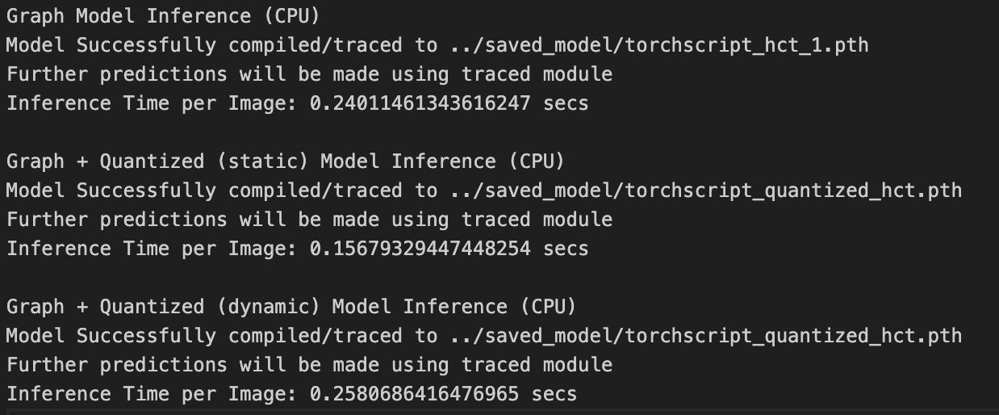 Graph Model Inference (CPU)
Model Successfully compiled/traced to ../saved_model/torchscript_hct_1.pth
Further predictions will be made using traced module
Inference Time per Image: 0.24011461343616247 secs

Graph + Quantized (static) Model Inference (CPU)
Model Successfully compiled/traced to ../saved_model/torchscript_quantized_hct.pth
Further predictions will be made using traced module
Inference Time per Image: 0.15679329447448254 secs

Graph + Quantized (dynamic) Model Inference (CPU)
Model Successfully compiled/traced to ../saved_model/torchscript_quantized_hct.pth
Further predictions will be made using traced module
Inference Time per Image: 0.2580686416476965 secs